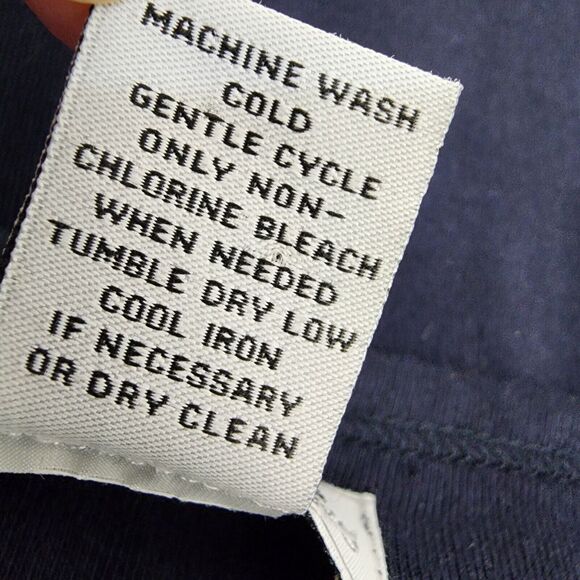 MACHINE WASH
COLD
GENTLE CYCLE
ONLY NON-
CHLORINE BLEACH
WHEN NEEDED
TUMBLE DRY LOW
COOL IRON
IF NECESSARY
OR DRY CLEAN